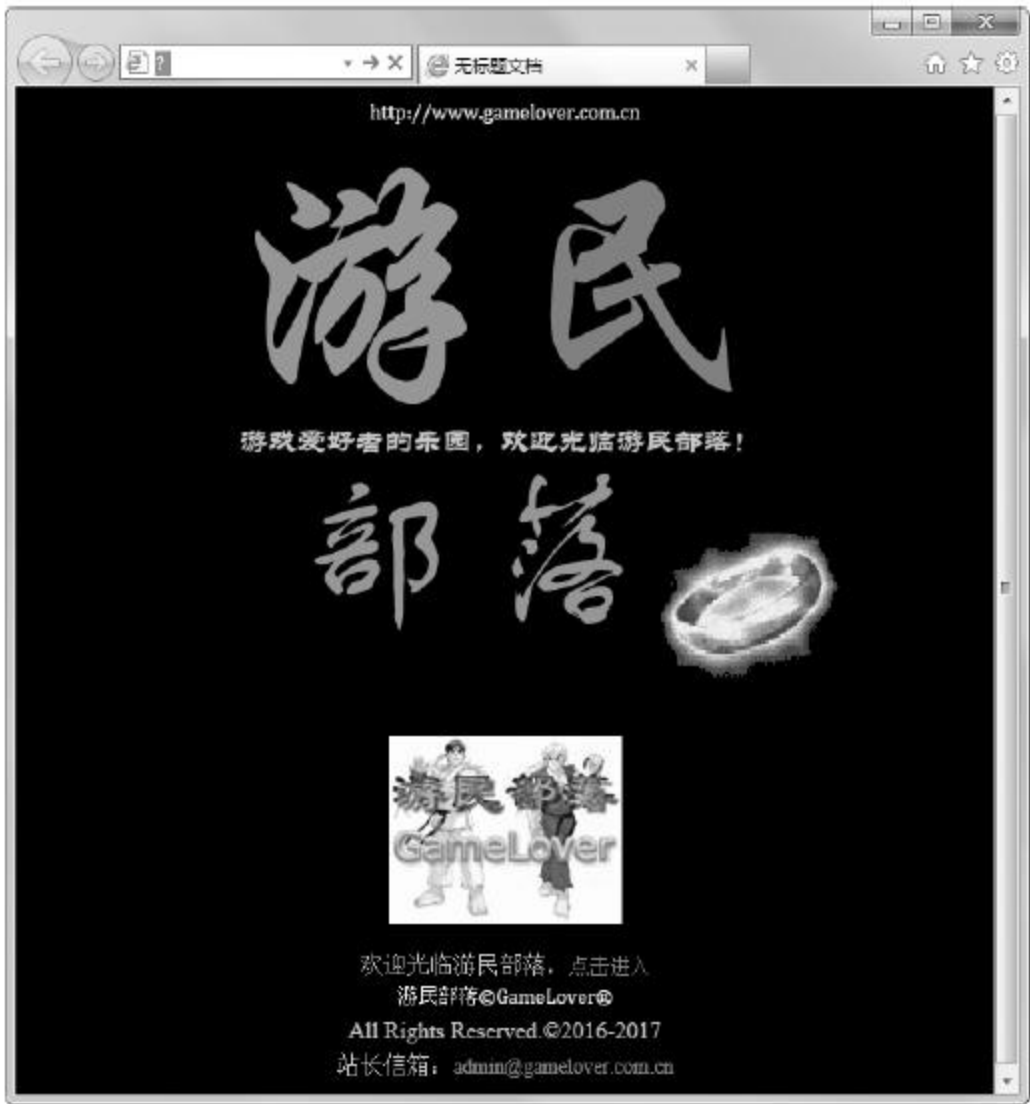 ?
无标题文档
http://www.gamelover.com.cn
游民
游戏爱好者的乐园，欢迎光临游民部落！
部落
游民部落
GameLover
欢迎光临游民部落，点击进入
游民部落©GameLover®
All Rights Reserved.©2016-2017
站长信箱：admin@gamelover.com.cn